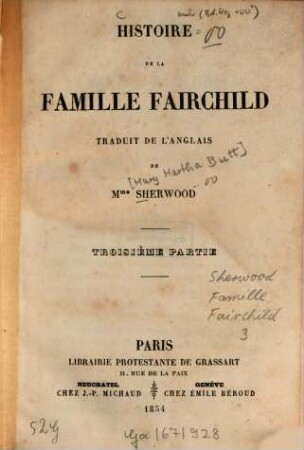 HISTOIRE
DE LA
FAMILLE FAIRCHILD
TRADUIT DE L'ANGLAIS
DE
[Mary Martha Butt]
Mme SHERWOOD
TROISIÈME PARTIE
Sherwood
Famille
Fairchild
3
PARIS
LIBRAIRIE PROTESTANTE DE GRASSART
11, RUE DE LA PAIX
NEUCHATEL GENÈVE
CHEZ J.-P. MICHAUD CHEZ ÉMILE BÉROUD
1854